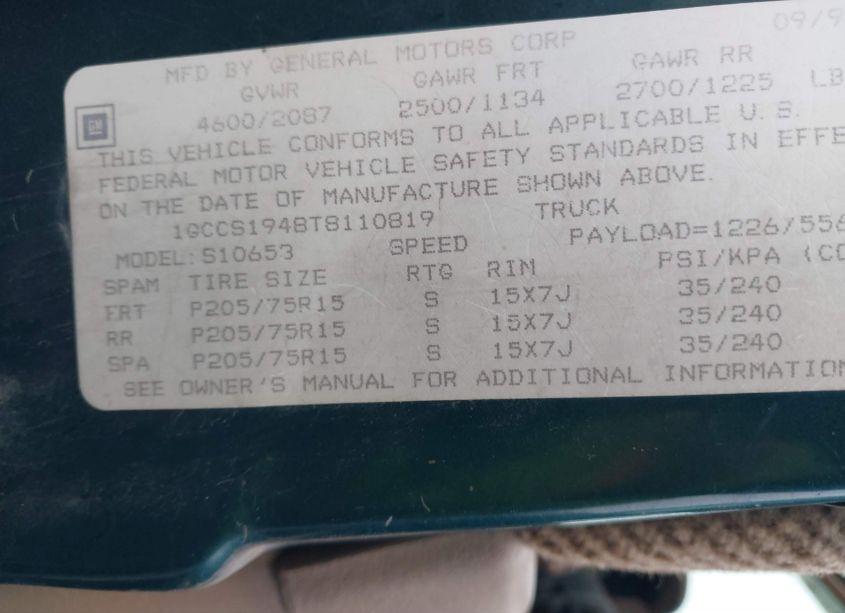 09/9
MFD BY GENERAL MOTORS CORP
GVWR GAWR FRT GAWR RR
4600/2087 2500/1134 2700/1225 LB
GM
THIS VEHICLE CONFORMS TO ALL APPLICABLE U. S.
FEDERAL MOTOR VEHICLE SAFETY STANDARDS IN EFFE
ON THE DATE OF MANUFACTURE SHOWN ABOVE.
1GCCS1948T8110819 TRUCK
MODEL: S10653 SPEED PAYLOAD=1226/556
SPAM TIRE SIZE RTG RIM PSI/KPA (CO
FRT P205/75R15 S 15X7J 35/240
RR P205/75R15 S 15X7J 35/240
SPA P205/75R15 S 15X7J 35/240
SEE OWNER'S MANUAL FOR ADDITIONAL INFORMATION